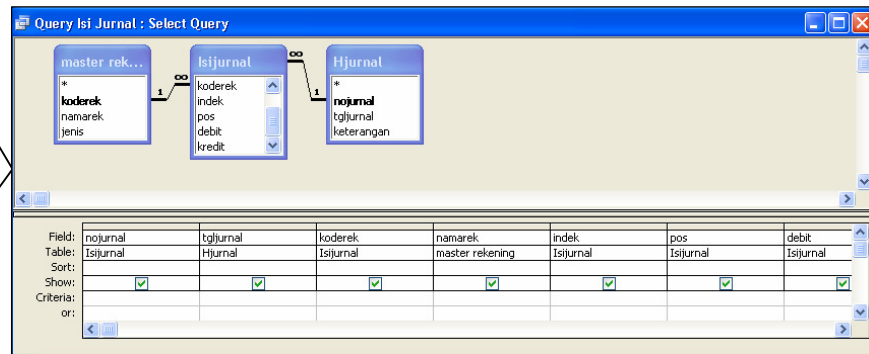 Query Isi Jurnal : Select Query
master rek...
*
koderek
namarek
jenis
1
∞
Isijurnal
koderek
indek
pos
debit
kredit
∞
1
Hjurnal
*
nojurnal
tgljurnal
keterangan
Field: nojurnal tgljurnal koderek namarek indek pos debit
Table: Isijurnal Hjurnal Isijurnal master rekening Isijurnal Isijurnal Isijurnal
Sort:
Show:
Criteria:
or: